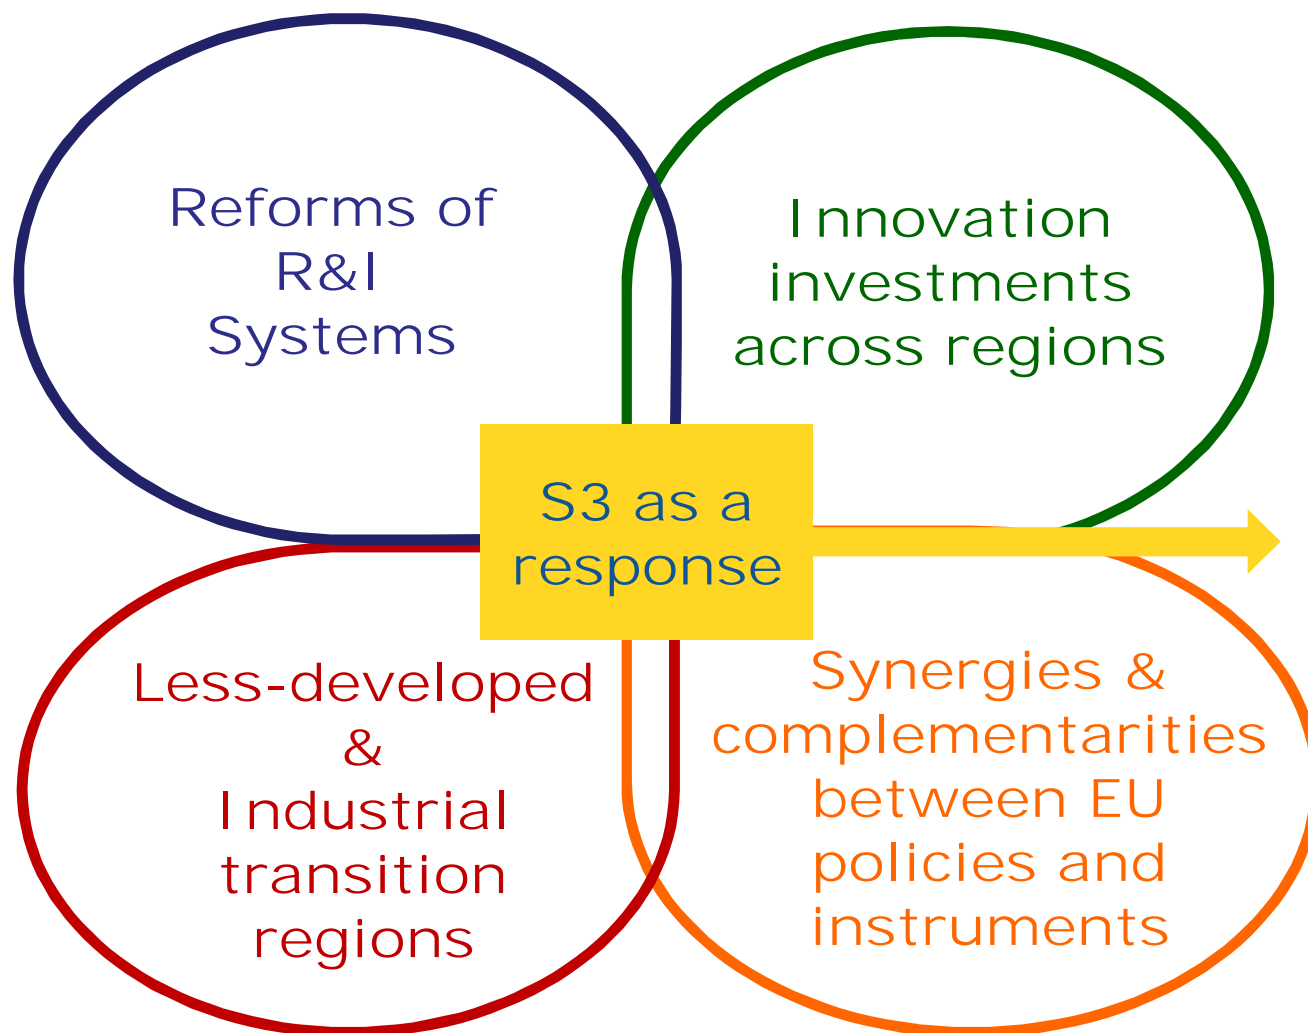 Reforms of
R&I
Systems
Innovation
investments
across regions
S3 as a
response
Less-developed
&
Industrial
transition
regions
Synergies &
complementarities
between EU
policies and
instruments